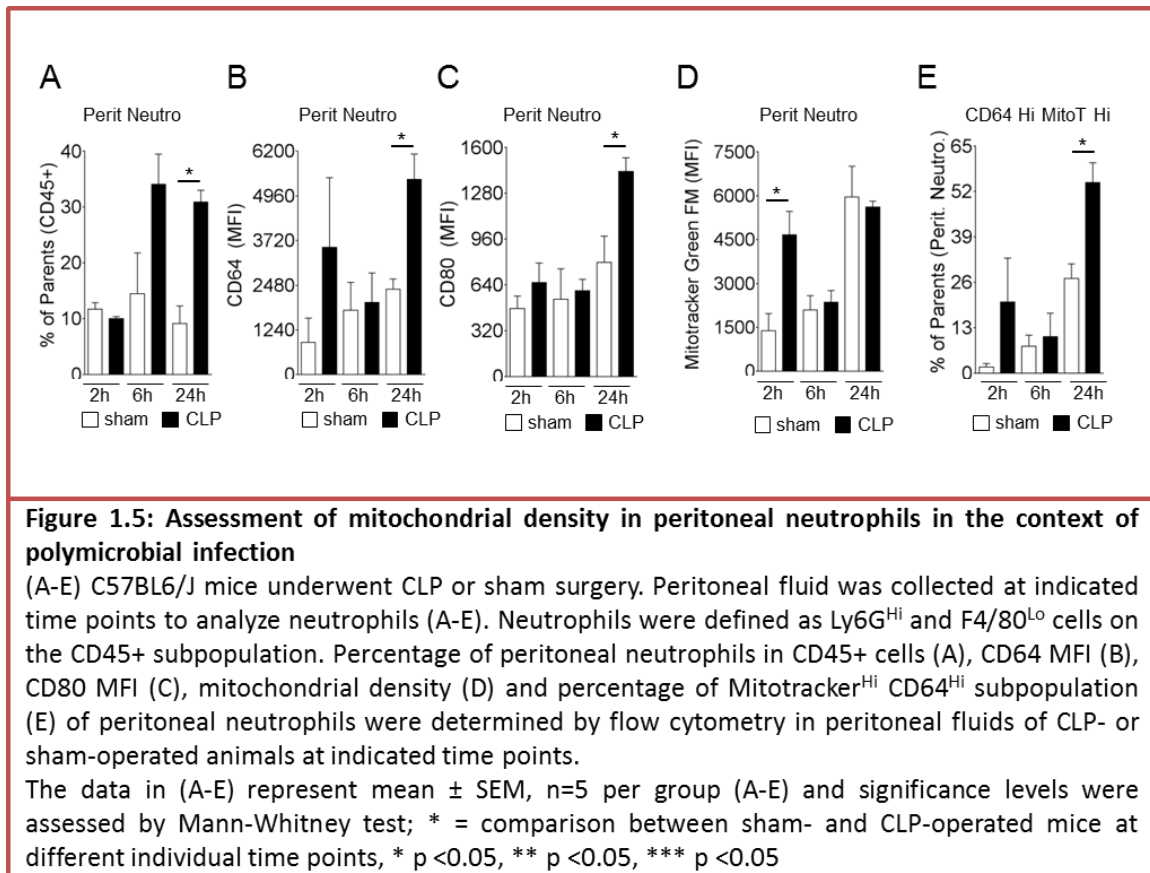 A B C D E
Perit Neutro Perit Neutro Perit Neutro Perit Neutro CD64 Hi MitoT Hi
% of Parents (CD45+)
40
30
20
10
0
*
2h 6h 24h
sham CLP
CD64 (MFI)
6200
4960
3720
2480
1240
0
*
2h 6h 24h
sham CLP
CD80 (MFI)
1600
1280
960
640
320
0
*
2h 6h 24h
sham CLP
Mitotracker Green FM (MFI)
7500
6000
4500
3000
1500
0
*
2h 6h 24h
sham CLP
% of Parents (Perit. Neutro.)
65
52
39
26
13
0
*
2h 6h 24h
sham CLP
Figure 1.5: Assessment of mitochondrial density in peritoneal neutrophils in the context of
polymicrobial infection
(A-E) C57BL6/J mice underwent CLP or sham surgery. Peritoneal fluid was collected at indicated
time points to analyze neutrophils (A-E). Neutrophils were defined as Ly6GHi and F4/80Lo cells on
the CD45+ subpopulation. Percentage of peritoneal neutrophils in CD45+ cells (A), CD64 MFI (B),
CD80 MFI (C), mitochondrial density (D) and percentage of MitotrackerHi CD64Hi subpopulation
(E) of peritoneal neutrophils were determined by flow cytometry in peritoneal fluids of CLP- or
sham-operated animals at indicated time points.
The data in (A-E) represent mean ± SEM, n=5 per group (A-E) and significance levels were
assessed by Mann-Whitney test; * = comparison between sham- and CLP-operated mice at
different individual time points, * p <0.05, ** p <0.05, *** p <0.05